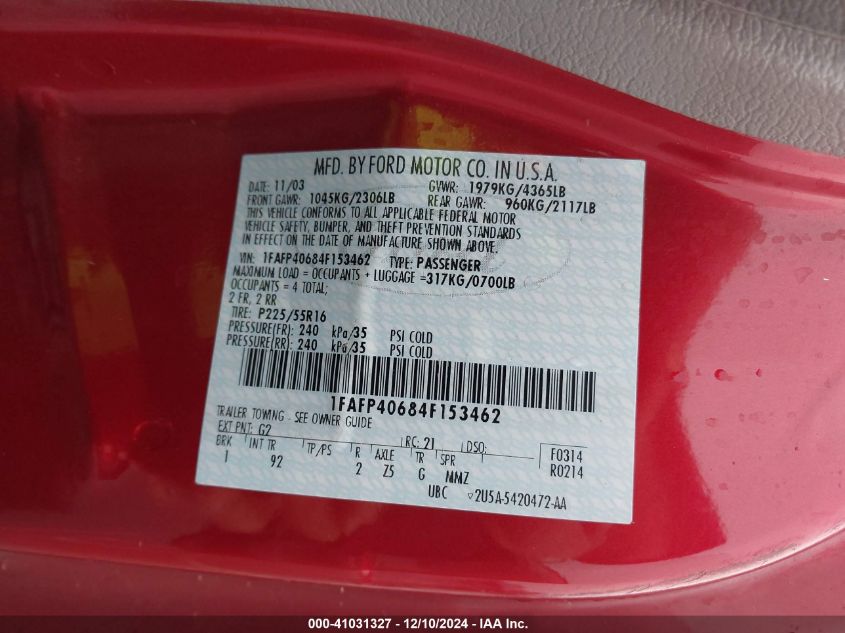 MFD. BY FORD MOTOR CO. IN U.S.A.
DATE: 11/03 GVWR: 1979KG/4365LB
FRONT GAWR: 1045KG/2306LB REAR GAWR: 960KG/2117LB
THIS VEHICLE CONFORMS TO ALL APPLICABLE FEDERAL MOTOR
VEHICLE SAFETY, BUMPER, AND THEFT PREVENTION STANDARDS
IN EFFECT ON THE DATE OF MANUFACTURE SHOWN ABOVE.
VIN: 1FAFP40684F153462 TYPE: PASSENGER
MAXIMUM LOAD = OCCUPANTS + LUGGAGE =317KG/0700LB
OCCUPANTS = 4 TOTAL;
2 FR, 2 RR
TIRE: P225/55R16
PRESSURE(FR): 240 kPa/35 PSI COLD
PRESSURE(RR): 240 kPa/35 PSI COLD
1FAFP40684F153462
TRAILER TOWING - SEE OWNER GUIDE
EXT PNT: G2 RC: 21 DSO: F0314
BRK INT TR TP/PS R AXLE TR SPR R0214
1 92 2 Z5 G MMZ
UBC ▽2U5A-5420472-AA
000-41031327 - 12/10/2024 - IAA Inc.